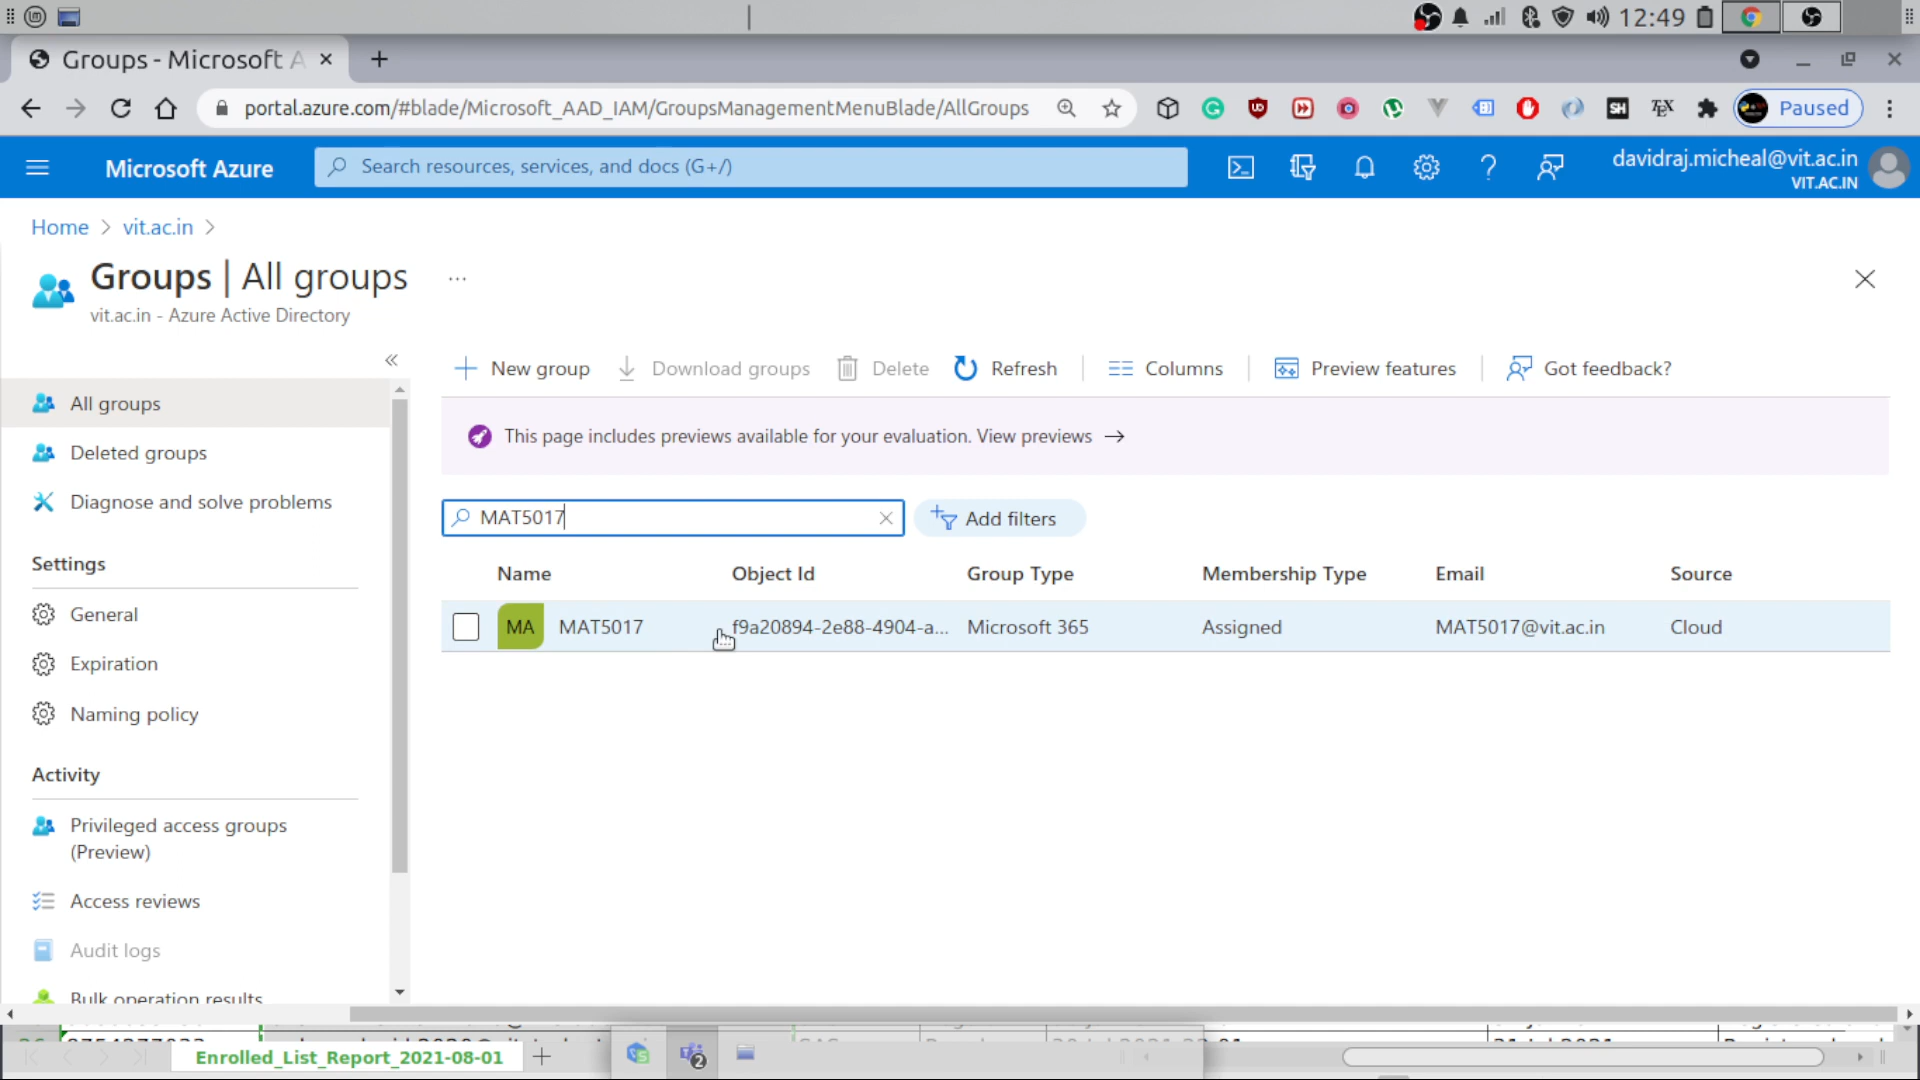 12:49
Groups - Microsoft A
portal.azure.com/#blade/Microsoft_AAD_IAM/GroupsManagementMenuBlade/AllGroups
SH
TEX
Paused
Microsoft Azure
Search resources, services, and docs (G+/)
davidraj.micheal@vit.ac.in
VIT.AC.IN
Home > vit.ac.in >
Groups | All groups
...
vit.ac.in - Azure Active Directory
New group
Download groups
Delete
Refresh
Columns
Preview features
Got feedback?
This page includes previews available for your evaluation. View previews →
MAT5017
Add filters
Name
Object Id
Group Type
Membership Type
Email
Source
MA
MAT5017
f9a20894-2e88-4904-a...
Microsoft 365
Assigned
MAT5017@vit.ac.in
Cloud
All groups
Deleted groups
Diagnose and solve problems
Settings
General
Expiration
Naming policy
Activity
Privileged access groups
(Preview)
Access reviews
Audit logs
Bulk operation results
Enrolled_List_Report_2021-08-01
2